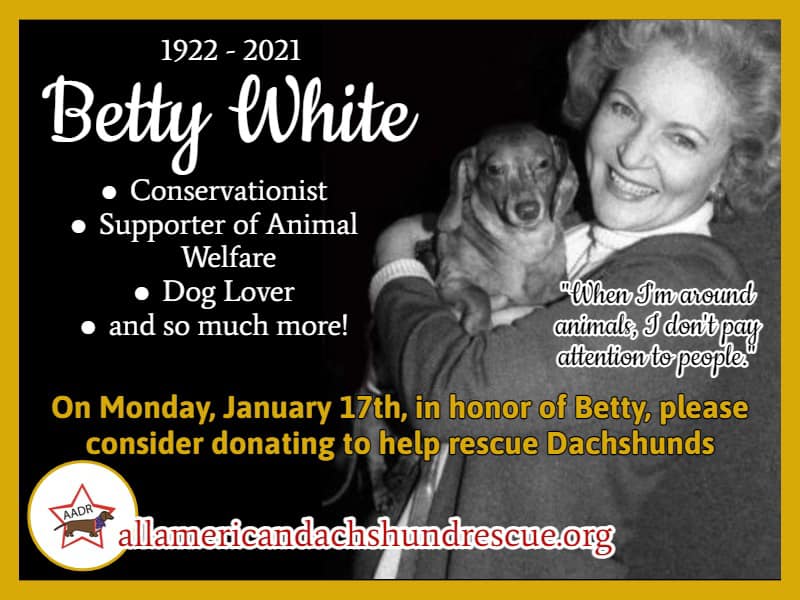 1922 - 2021
Betty White
● Conservationist
● Supporter of Animal
Welfare
● Dog Lover
● and so much more!
"When I'm around
animals, I don't pay
attention to people."
On Monday, January 17th, in honor of Betty, please
consider donating to help rescue Dachshunds
AADR
allamericandachshundrescue.org